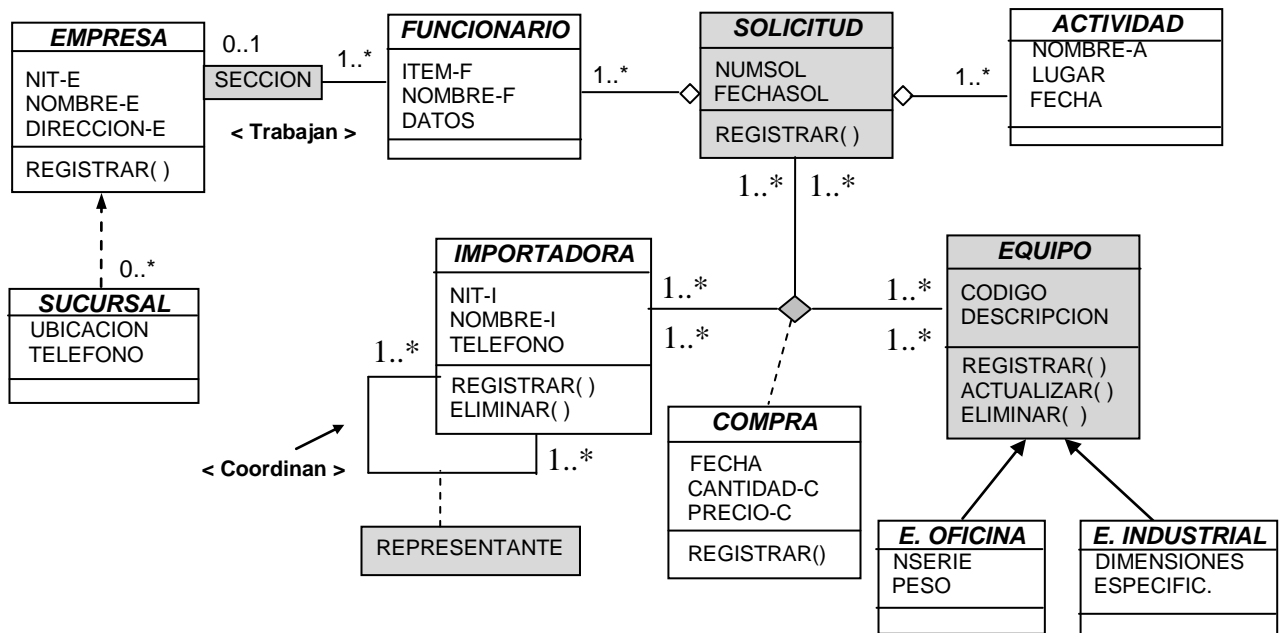 EMPRESA
NIT-E
NOMBRE-E
DIRECCION-E
REGISTRAR( )
0..1
SECCION
1..*
< Trabajan >
FUNCIONARIO
ITEM-F
NOMBRE-F
DATOS
1..*
SOLICITUD
NUMSOL
FECHASOL
REGISTRAR( )
1..*
ACTIVIDAD
NOMBRE-A
LUGAR
FECHA
1..* 1..*
0..*
SUCURSAL
UBICACION
TELEFONO
IMPORTADORA
NIT-I
NOMBRE-I
TELEFONO
REGISTRAR( )
ELIMINAR( )
1..*
1..*
1..*
1..*
EQUIPO
CODIGO
DESCRIPCION
REGISTRAR( )
ACTUALIZAR( )
ELIMINAR( )
1..*
1..*
< Coordinan >
REPRESENTANTE
COMPRA
FECHA
CANTIDAD-C
PRECIO-C
REGISTRAR()
E. OFICINA
NSERIE
PESO
E. INDUSTRIAL
DIMENSIONES
ESPECIFIC.